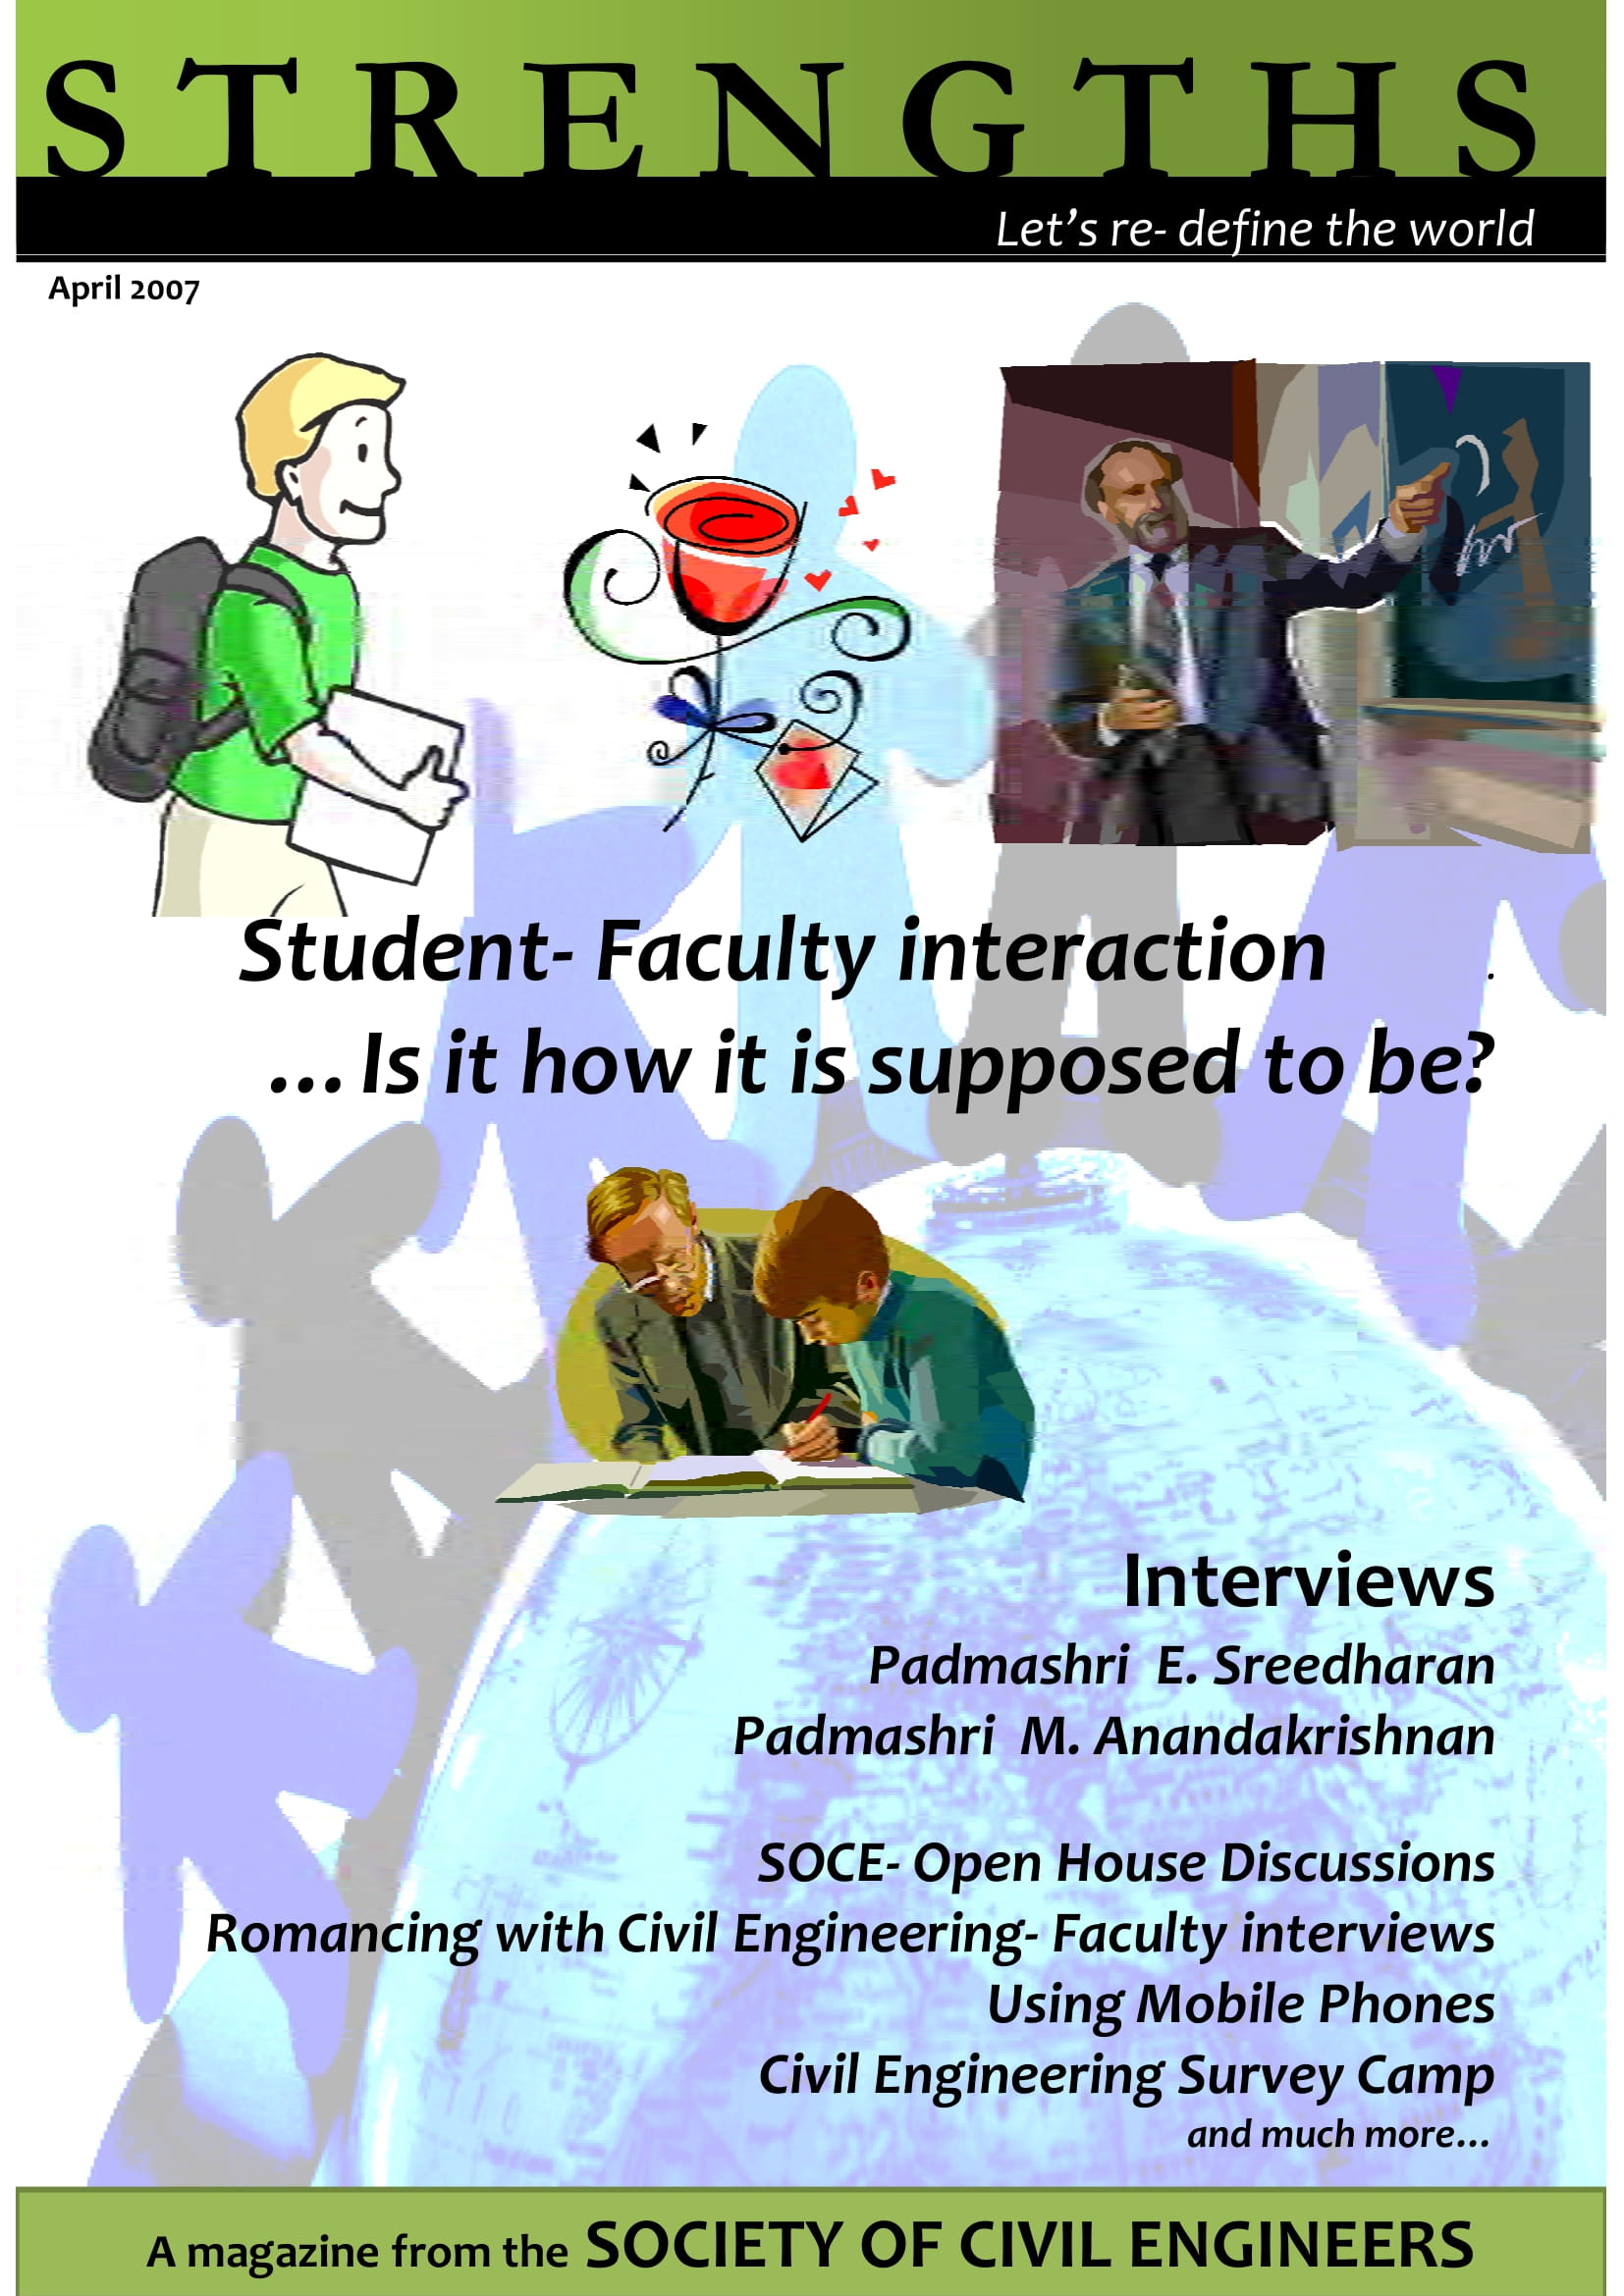 STRENGTHS
Let’s re- define the world
April 2007
Student- Faculty interaction .
...Is it how it is supposed to be?
Interviews
Padmashri E. Sreedharan
Padmashri M. Anandakrishnan
SOCE- Open House Discussions
Romancing with Civil Engineering- Faculty interviews
Using Mobile Phones
Civil Engineering Survey Camp
and much more...
A magazine from the SOCIETY OF CIVIL ENGINEERS